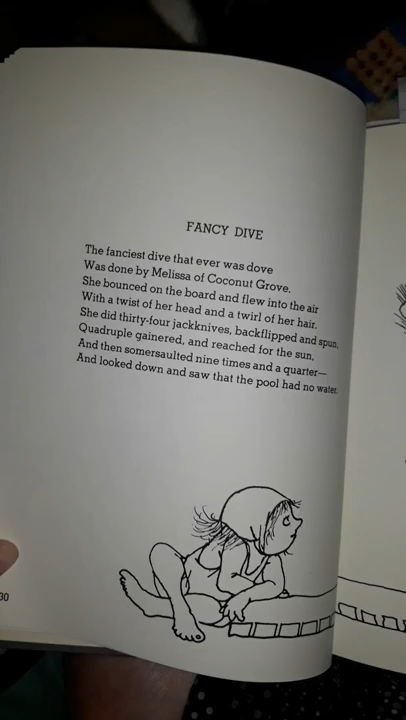 FANCY DIVE
The fanciest dive that ever was dove
Was done by Melissa of Coconut Grove.
She bounced on the board and flew into the air
With a twist of her head and a twirl of her hair.
She did thirty-four jackknives, backflipped and spun,
Quadruple gainered, and reached for the sun,
And then somersaulted nine times and a quarter—
And looked down and saw that the pool had no water.
30